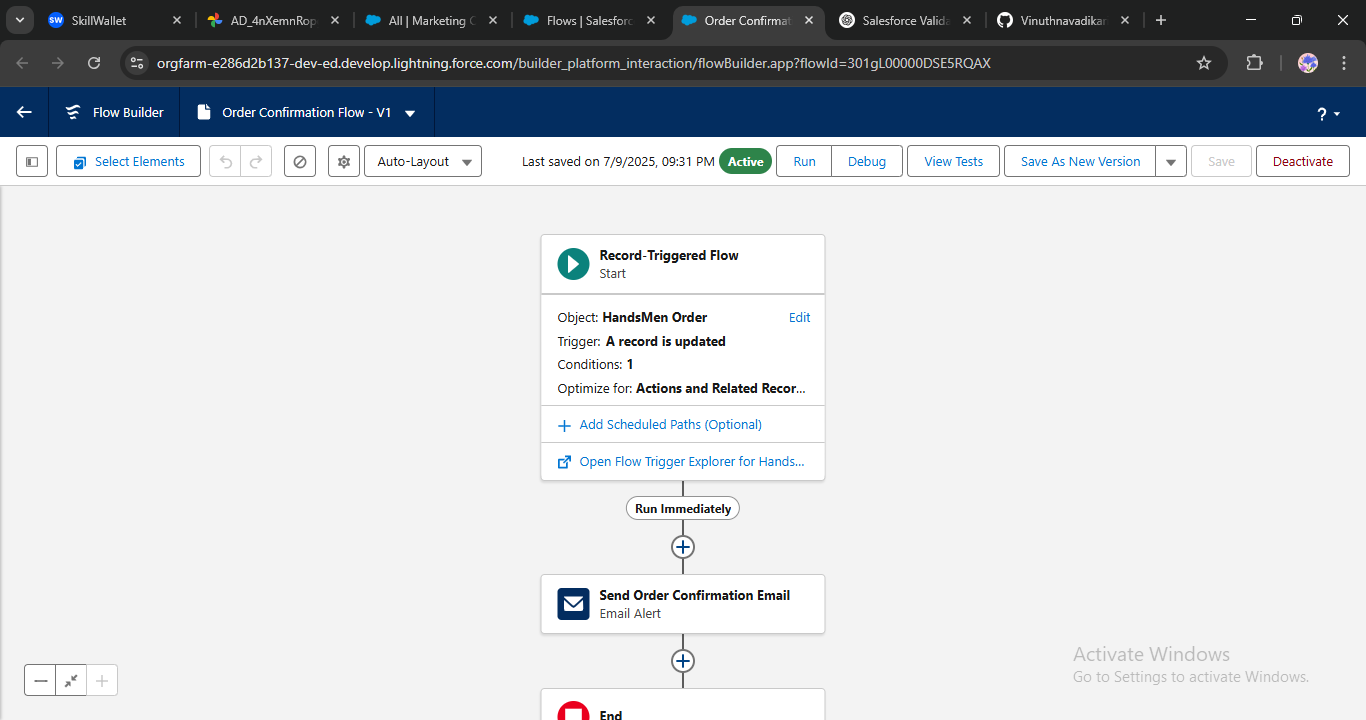 SkillWallet
AD_4nXemnRop
All | Marketing C
Flows | Salesforc
Order Confirmat
Salesforce Valida
Vinuthnavadikar
orgfarm-e286d2b137-dev-ed.develop.lightning.force.com/builder_platform_interaction/flowBuilder.app?flowId=301gL00000DSE5RQAX
Flow Builder
Order Confirmation Flow - V1
?
Select Elements
Auto-Layout
Last saved on 7/9/2025, 09:31 PM
Active
Run
Debug
View Tests
Save As New Version
Save
Deactivate
Record-Triggered Flow
Start
Object: HandsMen Order
Edit
Trigger: A record is updated
Conditions: 1
Optimize for: Actions and Related Recor...
Add Scheduled Paths (Optional)
Open Flow Trigger Explorer for Hands...
Run Immediately
Send Order Confirmation Email
Email Alert
End
Activate Windows
Go to Settings to activate Windows.